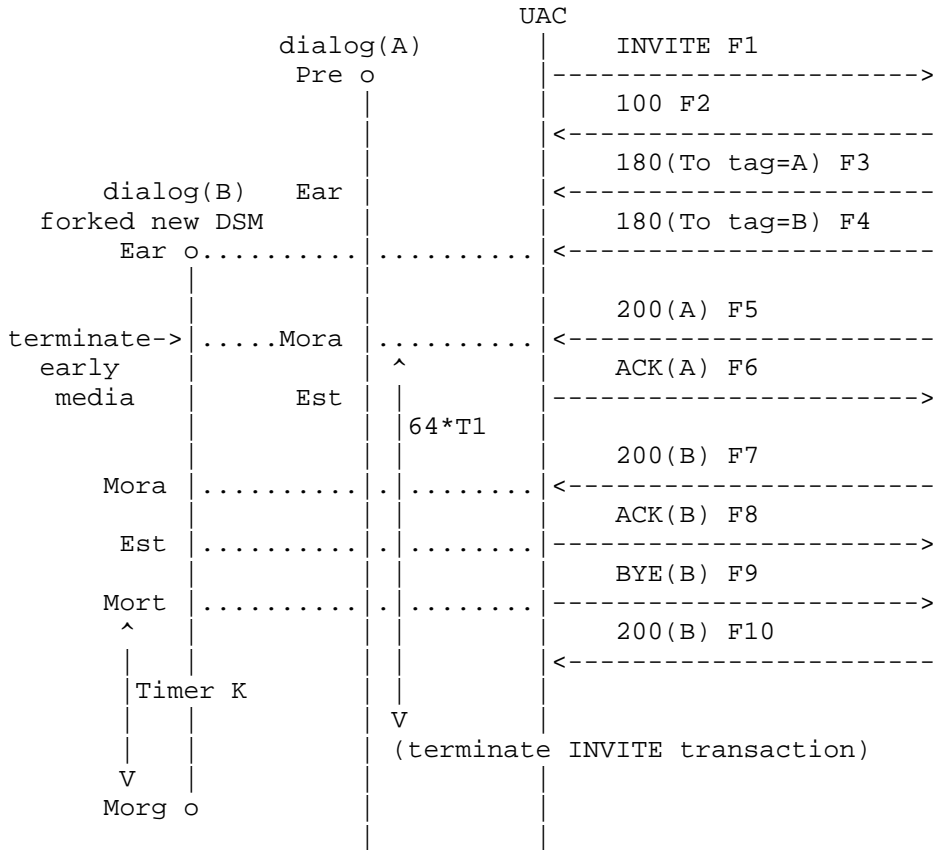 UAC
dialog(A) | INVITE F1
Pre o |------------------------>
| | 100 F2
| |<------------------------
| | 180(To tag=A) F3
dialog(B) Ear | |<------------------------
forked new DSM | | 180(To tag=B) F4
Ear o..........|..........|<------------------------
| | |
| | | 200(A) F5
terminate->|.....Mora |..........|<------------------------
early | | ^ | ACK(A) F6
media | Est | | |------------------------>
| | |64*T1 |
| | | | 200(B) F7
Mora |..........|.|........|<------------------------
| | | | ACK(B) F8
Est |..........|.|........|------------------------>
| | | | BYE(B) F9
Mort |..........|.|........|------------------------>
^ | | | | 200(B) F10
| | | | |<------------------------
|Timer K | | |
| | | | |
| | | V |
| | | (terminate INVITE transaction)
V | | |
Morg o | |
| |